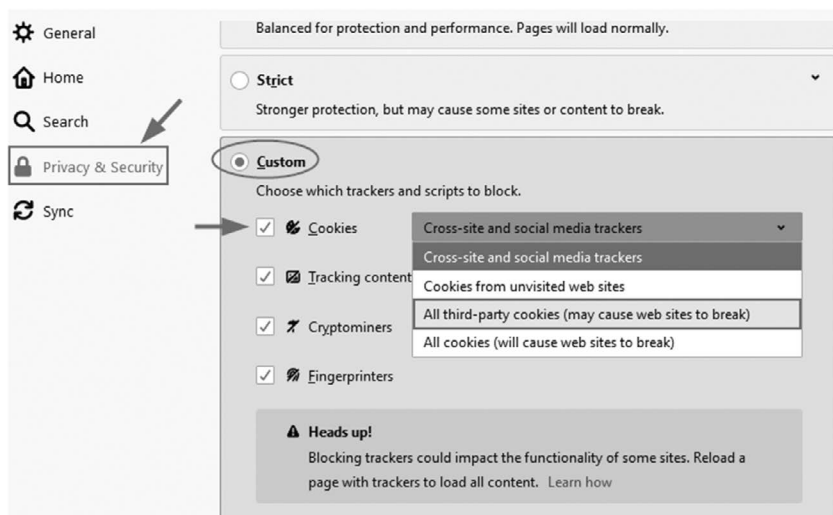 General
Home
Search
Privacy & Security
Sync
Balanced for protection and performance. Pages will load normally.
Strict
Stronger protection, but may cause some sites or content to break.
Custom
Choose which trackers and scripts to block.
Cookies
Cross-site and social media trackers
Cross-site and social media trackers
Cookies from unvisited web sites
All third-party cookies (may cause web sites to break)
All cookies (will cause web sites to break)
Tracking content
Cryptominers
Fingerprinters
Heads up!
Blocking trackers could impact the functionality of some sites. Reload a
page with trackers to load all content. Learn how